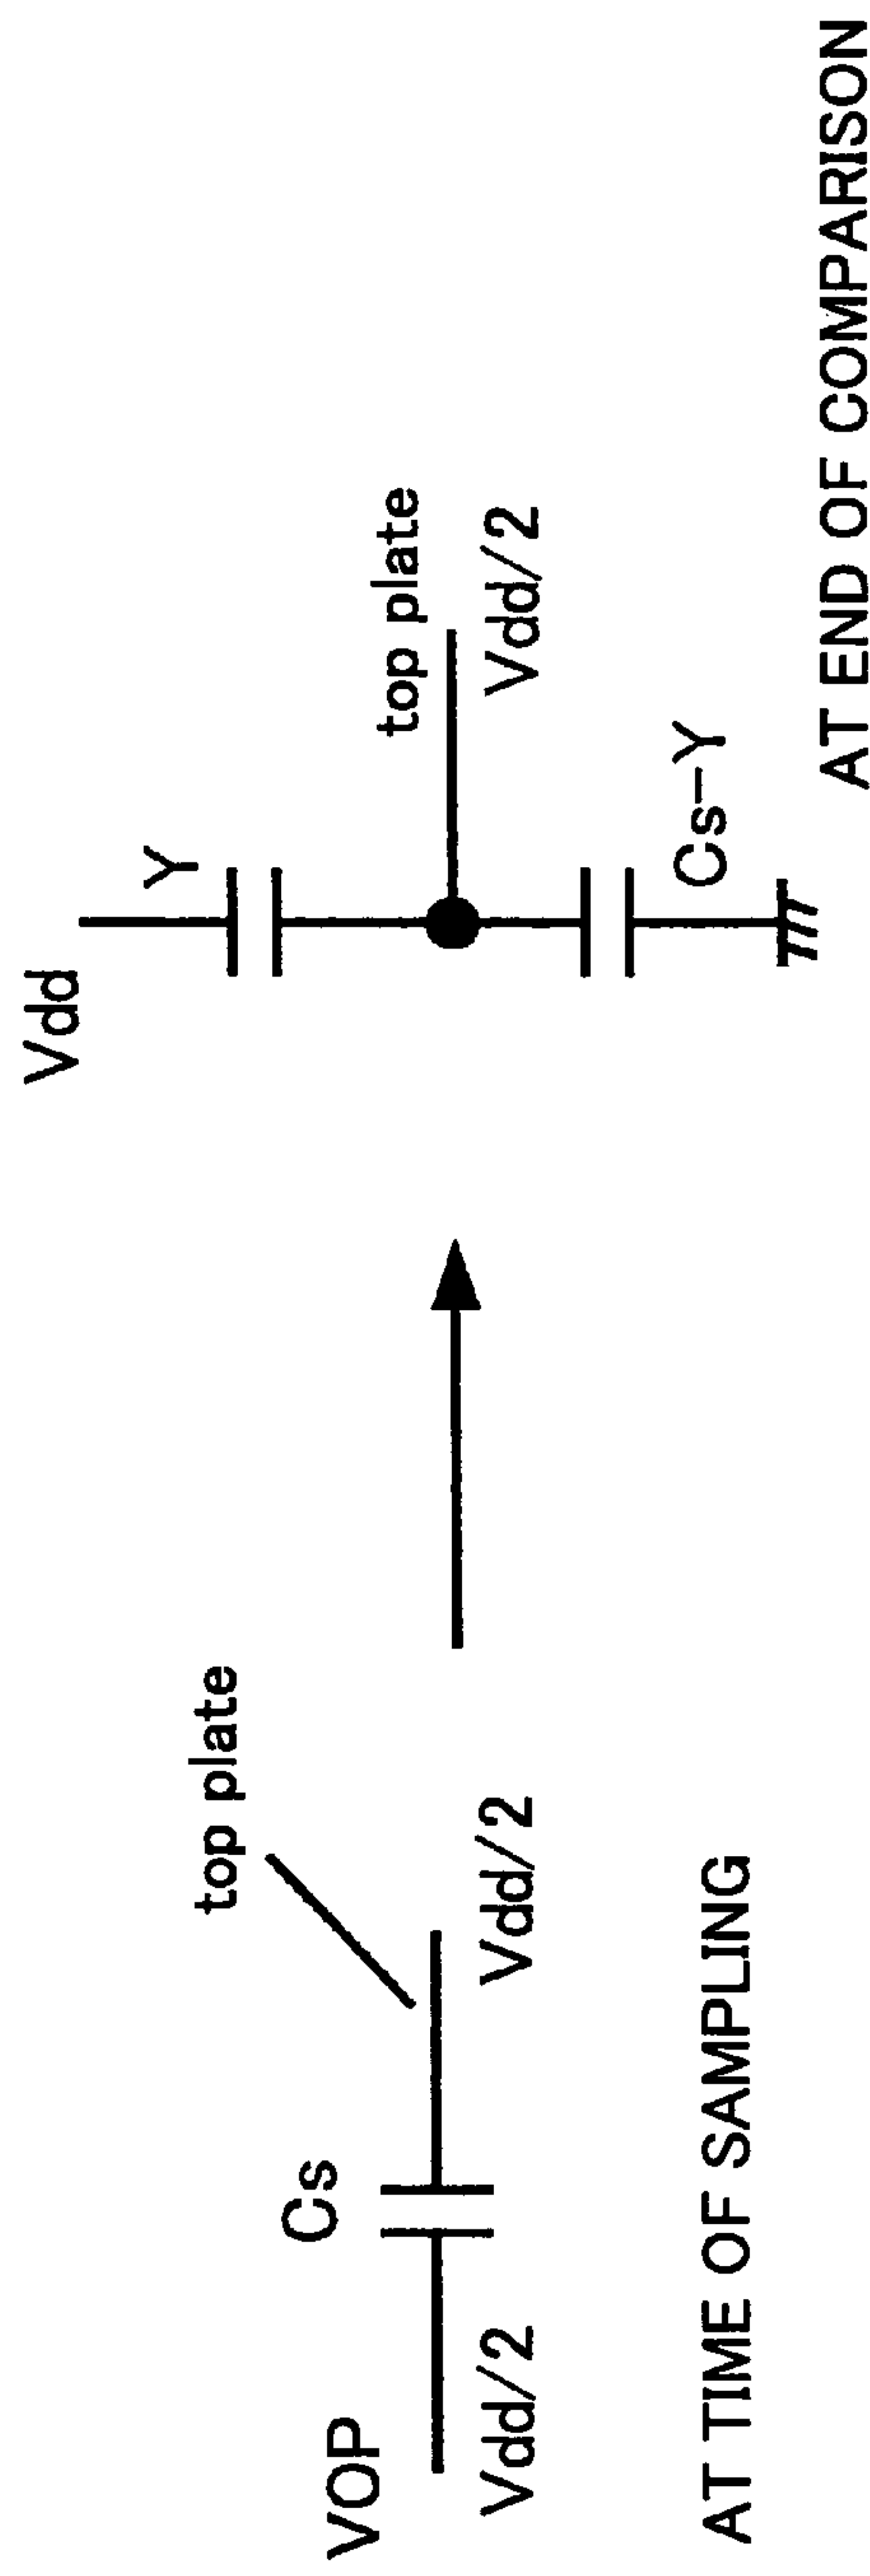 VOP
Cs
top plate
Vdd/2
Vdd/2
AT TIME OF SAMPLING
Vdd
Y
top plate
Vdd/2
Cs-Y
AT END OF COMPARISON